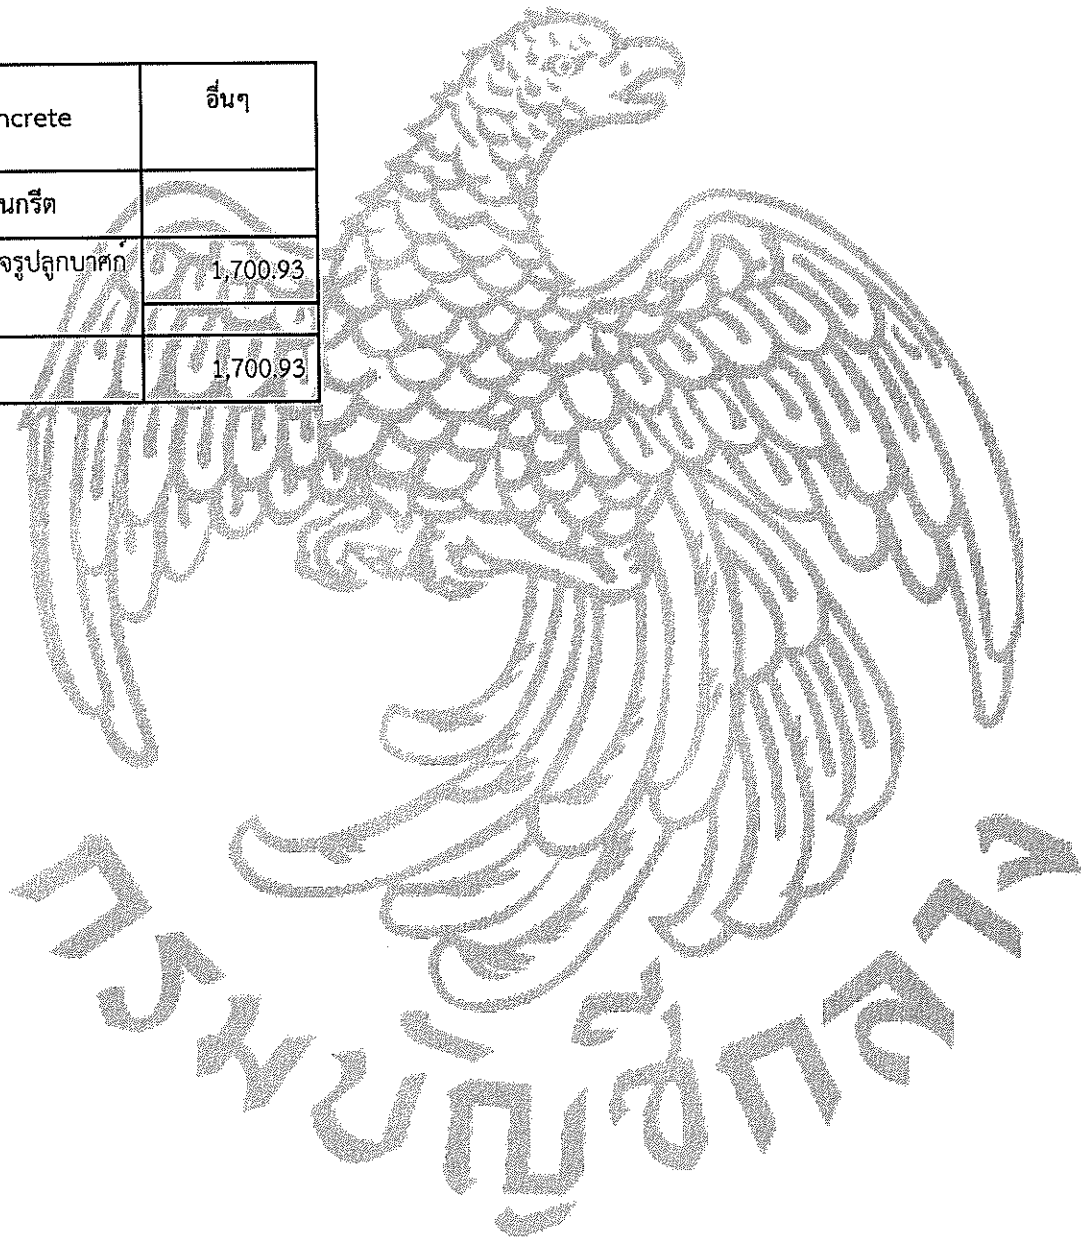 ncrete อื่นๆ
นกรีต
จรูปลูกบาศก์ 1,700.93
1,700.93
กรมบัญชีกลาง